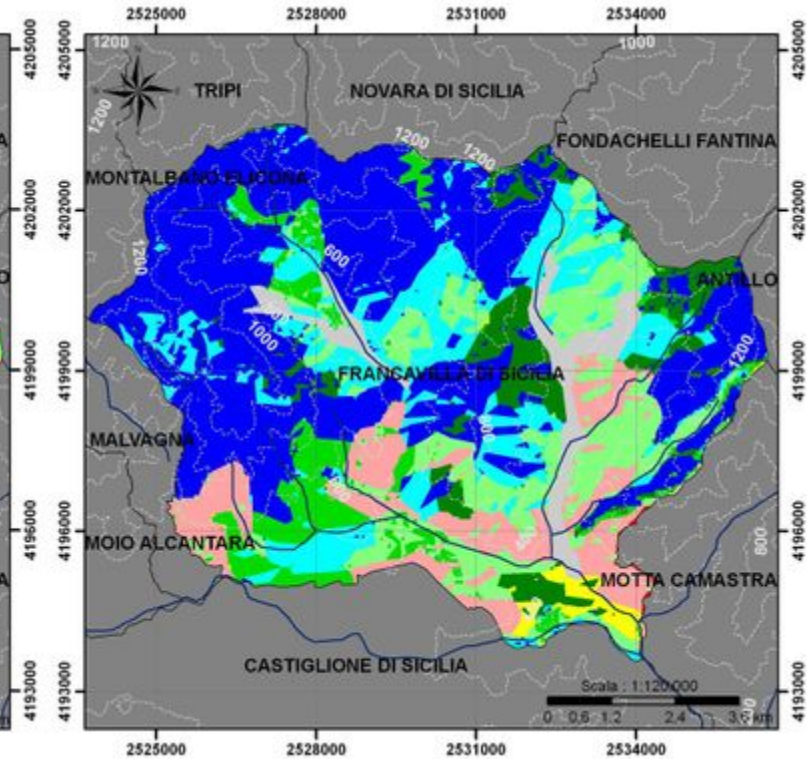 2525000 2528000 2531000 2534000
4205000 4205000
1200 1000
TRIPI NOVARA DI SICILIA
1200
1200 1200 FONDACHELLI FANTINA
MONTALBANO ELICONA
4202000 4202000
1200 600 ANTILLO
1000
1200
4199000 4199000
FRANCAVILLA DI SICILIA
MALVAGNA
4196000 4196000
MOIO ALCANTARA 800
MOTTA CAMASTRA
CASTIGLIONE DI SICILIA
Scala : 1:120.000
4193000 4193000
0 0,6 1,2 2,4 3,6 km
2525000 2528000 2531000 2534000